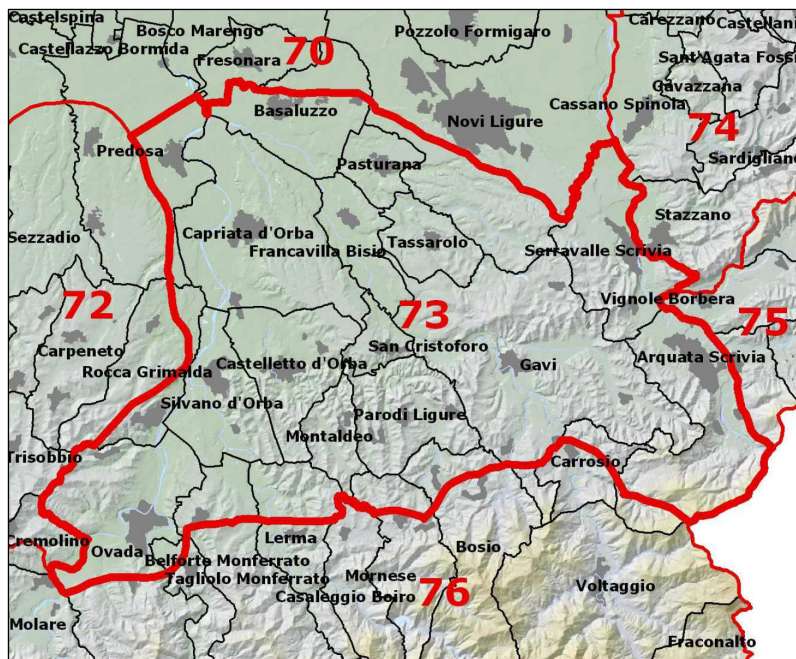 Castelspina
Bosco Marengo
Castellazzo Bormida
Fresonara
70
Pozzolo Formigaro
Carezzano
Castellani
Sant'Agata Fossi
Gavazzana
Cassano Spinola
Basaluzzo
Novi Ligure
74
Predosa
Pasturana
Sardigliano
Stazzano
Sezzadio
Capriata d'Orba
Francavilla Bisio
Tassarolo
Serravalle Scrivia
72
73
Vignole Borbera
75
Carpeneto
San Cristoforo
Arquata Scrivia
Rocca Grimalda
Castelletto d'Orba
Gavi
Silvano d'Orba
Parodi Ligure
Montaldeo
Trisobbio
Carrosio
Cremolino
Ovada
Lerma
Bosio
Belforte Monferrato
Tagliolo Monferrato
Mornese
Casaleggio Boiro
76
Voltaggio
Molare
Fraconalto